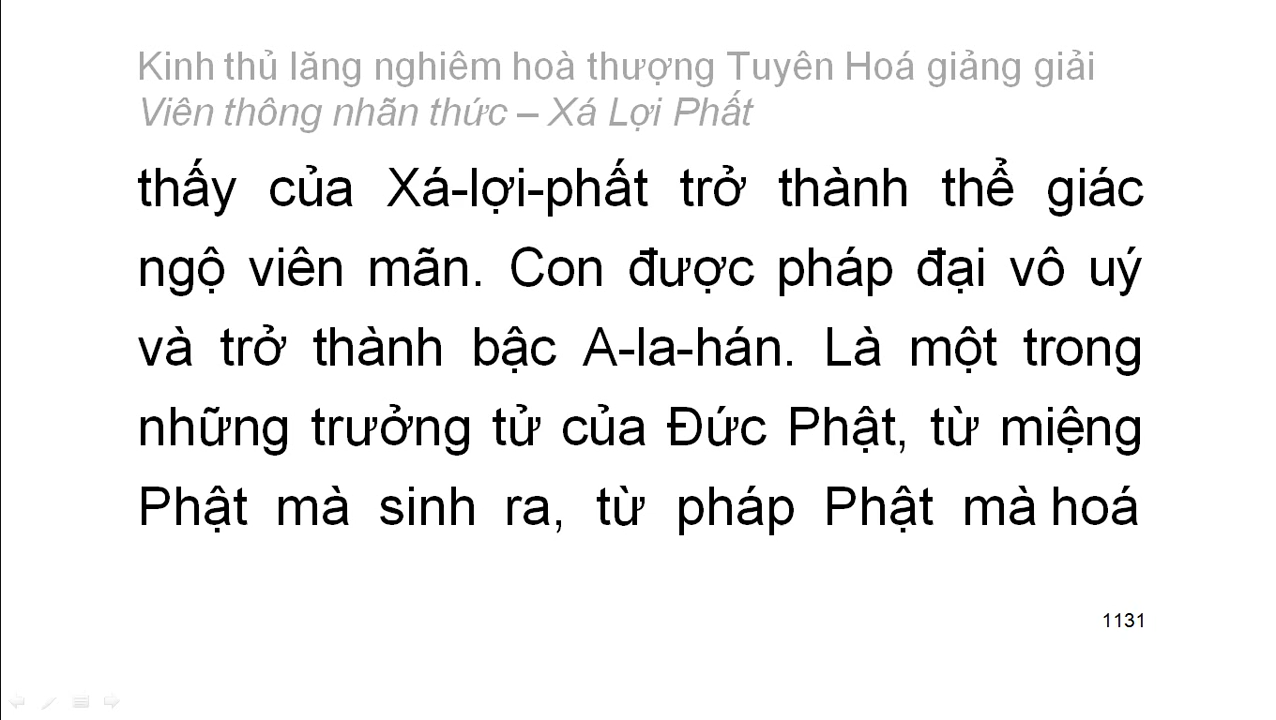 Kinh thủ lăng nghiêm hoà thượng Tuyên Hoá giảng giải
Viên thông nhãn thức – Xá Lợi Phất
thấy của Xá-lợi-phất trở thành thể giác
ngộ viên mãn. Con được pháp đại vô uý
và trở thành bậc A-la-hán. Là một trong
những trưởng tử của Đức Phật, từ miệng
Phật mà sinh ra, từ pháp Phật mà hoá
1131